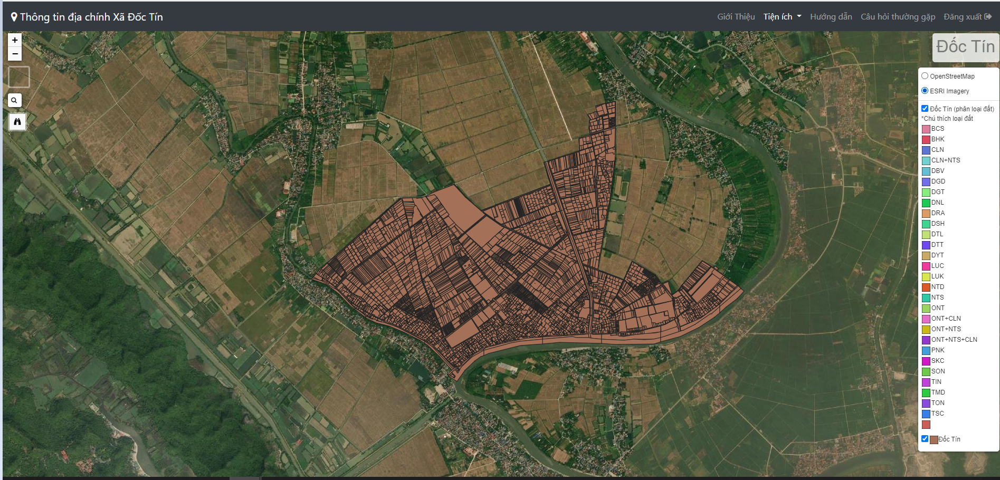 Thông tin địa chính Xã Đốc Tín
Giới Thiệu Tiện ích Hướng dẫn Câu hỏi thường gặp Đăng xuất
+
−
Đốc Tín
OpenStreetMap
ESRI Imagery
Đốc Tín (phân loại đất)
*Chú thích loại đất
BCS
BHK
CLN
CLN+NTS
DBV
DGD
DGT
DNL
DRA
DSH
DTL
DTT
DYT
LUC
LUK
NTD
NTS
ONT
ONT+CLN
ONT+NTS
ONT+NTS+CLN
PNK
SKC
SON
TIN
TMD
TON
TSC
Đốc Tín